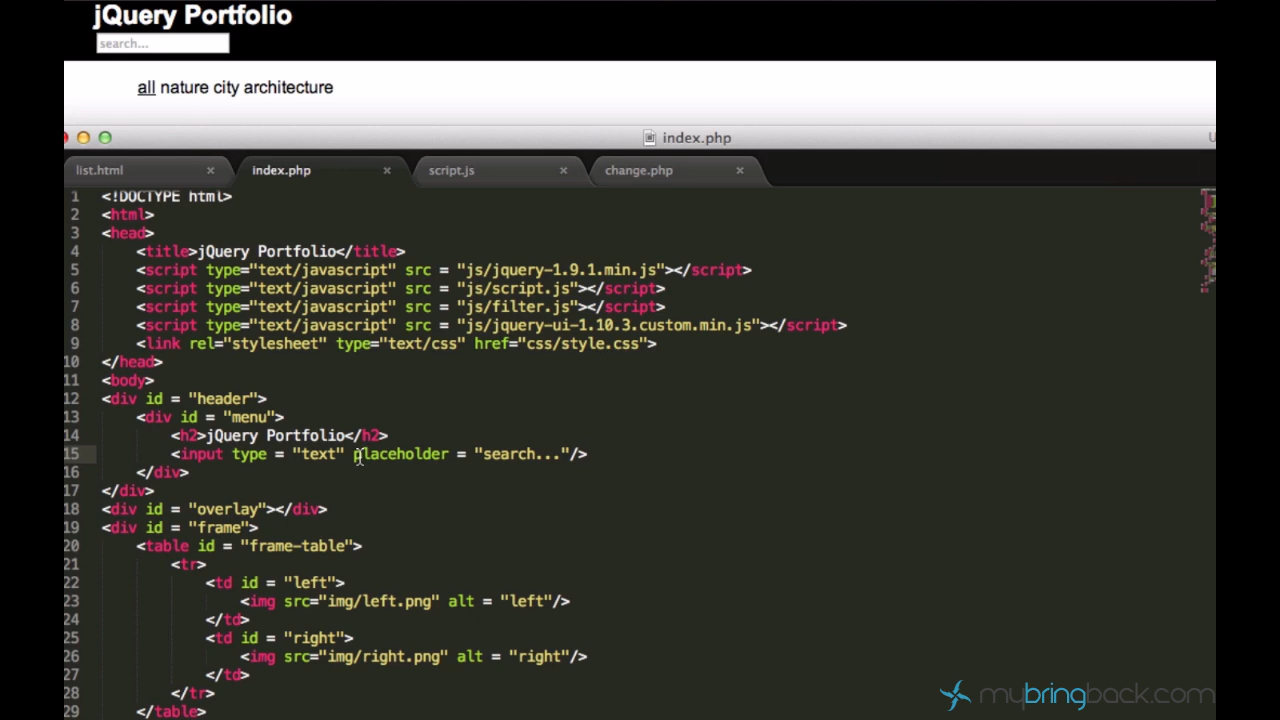 jQuery Portfolio
search...
all nature city architecture
index.php
list.html × index.php × script.js × change.php ×
1 <!DOCTYPE html>
2 <html>
3 <head>
4 <title>jQuery Portfolio</title>
5 <script type="text/javascript" src = "js/jquery-1.9.1.min.js"></script>
6 <script type="text/javascript" src = "js/script.js"></script>
7 <script type="text/javascript" src = "js/filter.js"></script>
8 <script type="text/javascript" src = "js/jquery-ui-1.10.3.custom.min.js"></script>
9 <link rel="stylesheet" type="text/css" href="css/style.css">
10 </head>
11 <body>
12 <div id = "header">
13 <div id = "menu">
14 <h2>jQuery Portfolio</h2>
15 <input type = "text" placeholder = "search..."/>
16 </div>
17 </div>
18 <div id = "overlay"></div>
19 <div id = "frame">
20 <table id = "frame-table">
21 <tr>
22 <td id = "left">
23 <img src="img/left.png" alt = "left"/>
24 </td>
25 <td id = "right">
26 <img src="img/right.png" alt = "right"/>
27 </td>
28 </tr>
29 </table>
mybringback.com